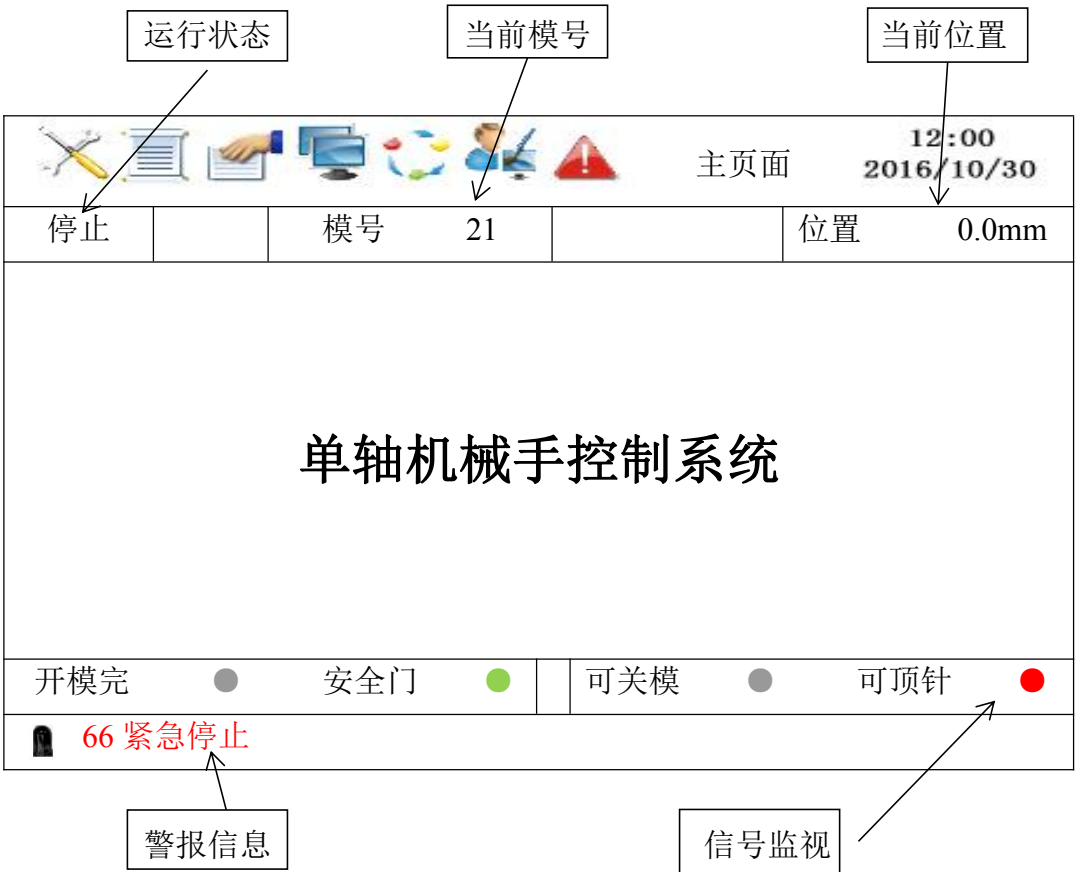 运行状态 当前模号 当前位置
12:00
主页面 2016/10/30
停止 模号 21 位置 0.0mm
单轴机械手控制系统
开模完 安全门 可关模 可顶针
66 紧急停止
警报信息 信号监视